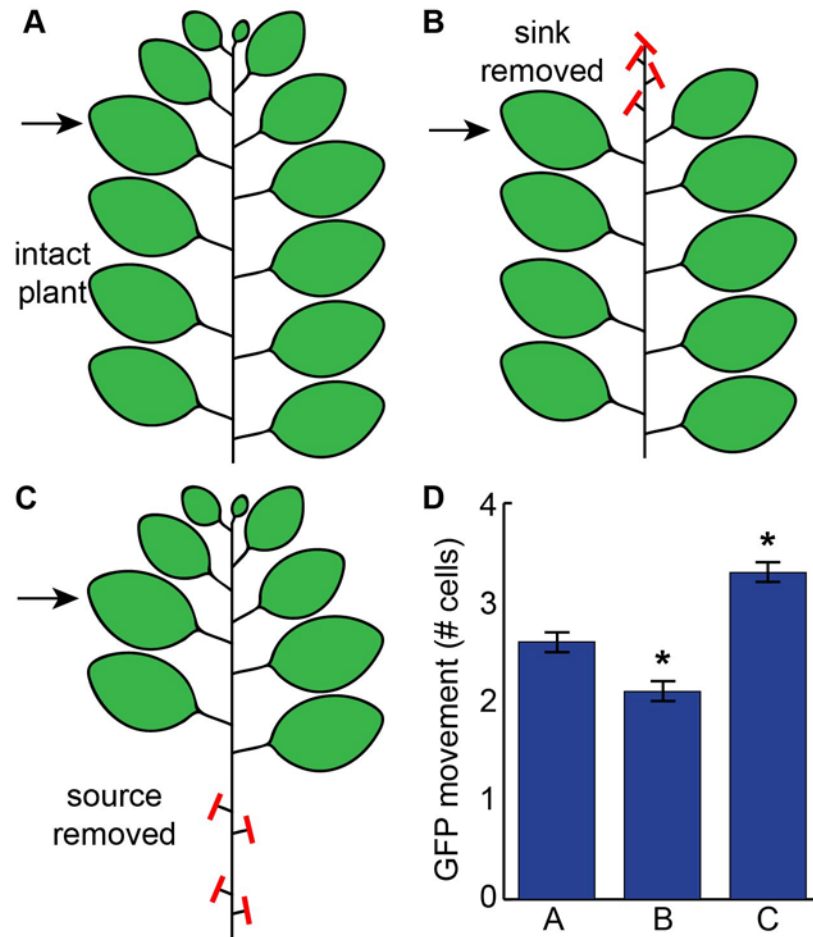 A
intact
plant
B
sink
removed
C
source
removed
D
GFP movement (# cells)
4
3
2
1
0
*
*
A
B
C